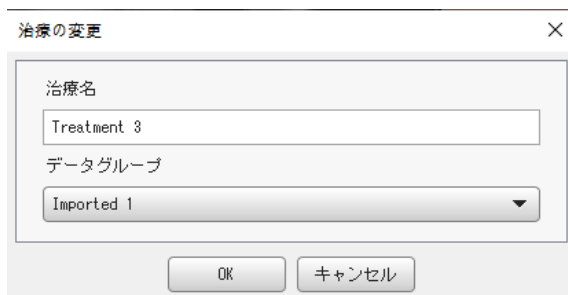 治療の変更
治療名
Treatment 3
データグループ
Imported 1
OK キャンセル